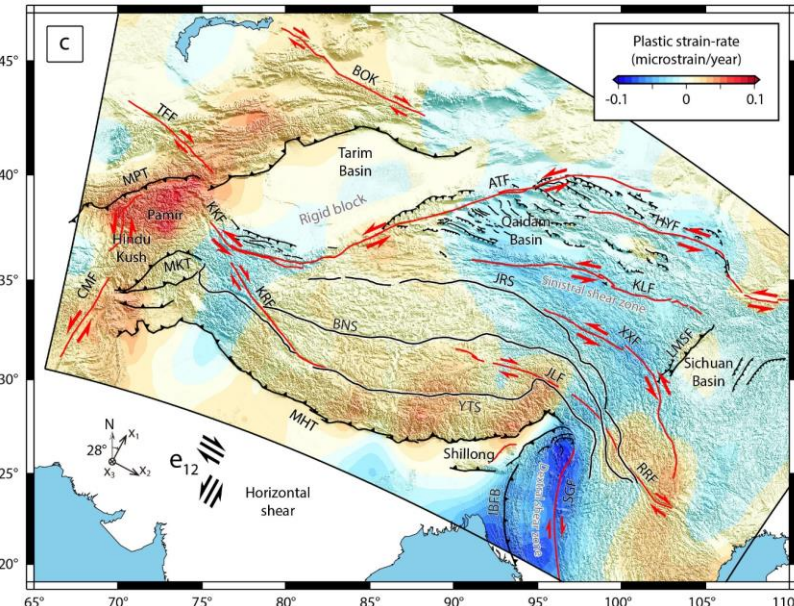 c
Plastic strain-rate
(microstrain/year)
-0.1 0 0.1
45°
40°
35°
30°
25°
20°
65° 70° 75° 80° 85° 90° 95° 100° 105° 110
BOK
TFF
MPT
Tarim
Basin
Rigid block
ATF
Pamir
KKF
Qaidam
Basin
HYF
Hindu
Kush
MKT
CMF
KRF
JRS
KLF
Sinistral shear zone
BNS
XXF
LMSF
Sichuan
Basin
JLF
YTS
MHT
Shillong
RRF
IBFB
Dextral shear zone
SGF
N
28°
x1
x2
x3
e12
Horizontal
shear